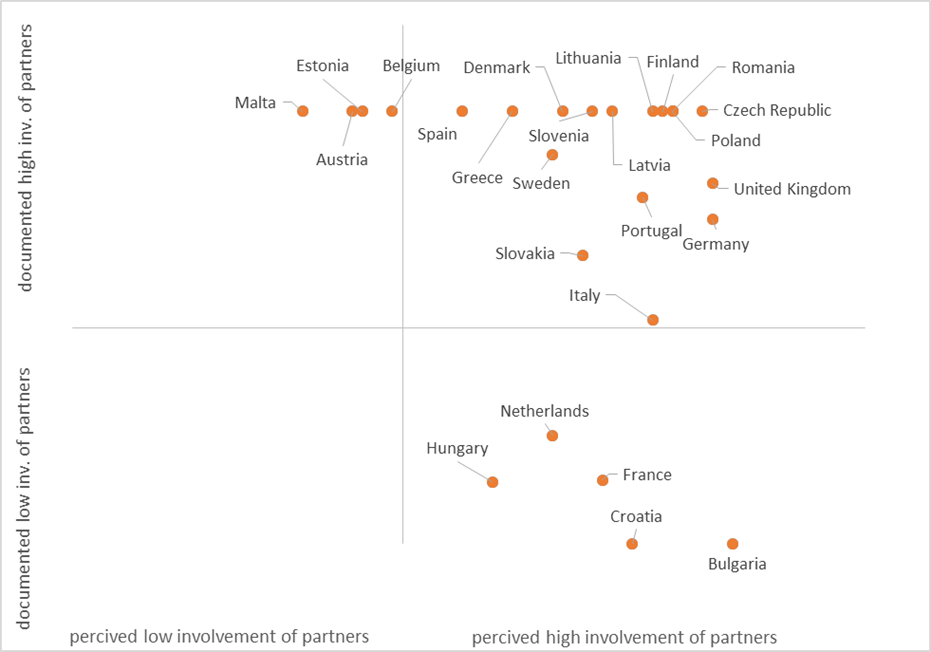 documented high inv. of partners
Lithuania
Finland
Estonia
Belgium
Denmark
Romania
Malta
Czech Republic
Spain
Slovenia
Poland
Austria
Latvia
Greece
Sweden
United Kingdom
Portugal
Germany
Slovakia
Italy
documented low inv. of partners
Netherlands
Hungary
France
Croatia
Bulgaria
percived low involvement of partners
percived high involvement of partners